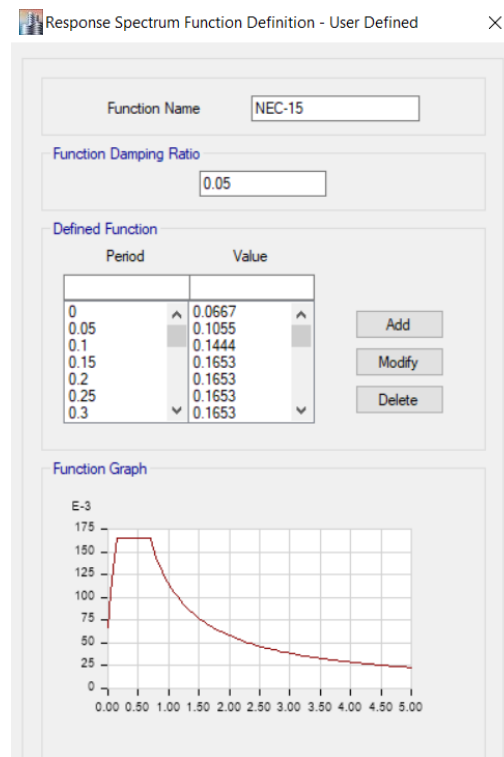 Response Spectrum Function Definition - User Defined
Function Name NEC-15
Function Damping Ratio
0.05
Defined Function
Period Value
0 0.0667
0.05 0.1055
0.1 0.1444
0.15 0.1653
0.2 0.1653
0.25 0.1653
0.3 0.1653
Add
Modify
Delete
Function Graph
E-3
175
150
125
100
75
50
25
0
0.00 0.50 1.00 1.50 2.00 2.50 3.00 3.50 4.00 4.50 5.00